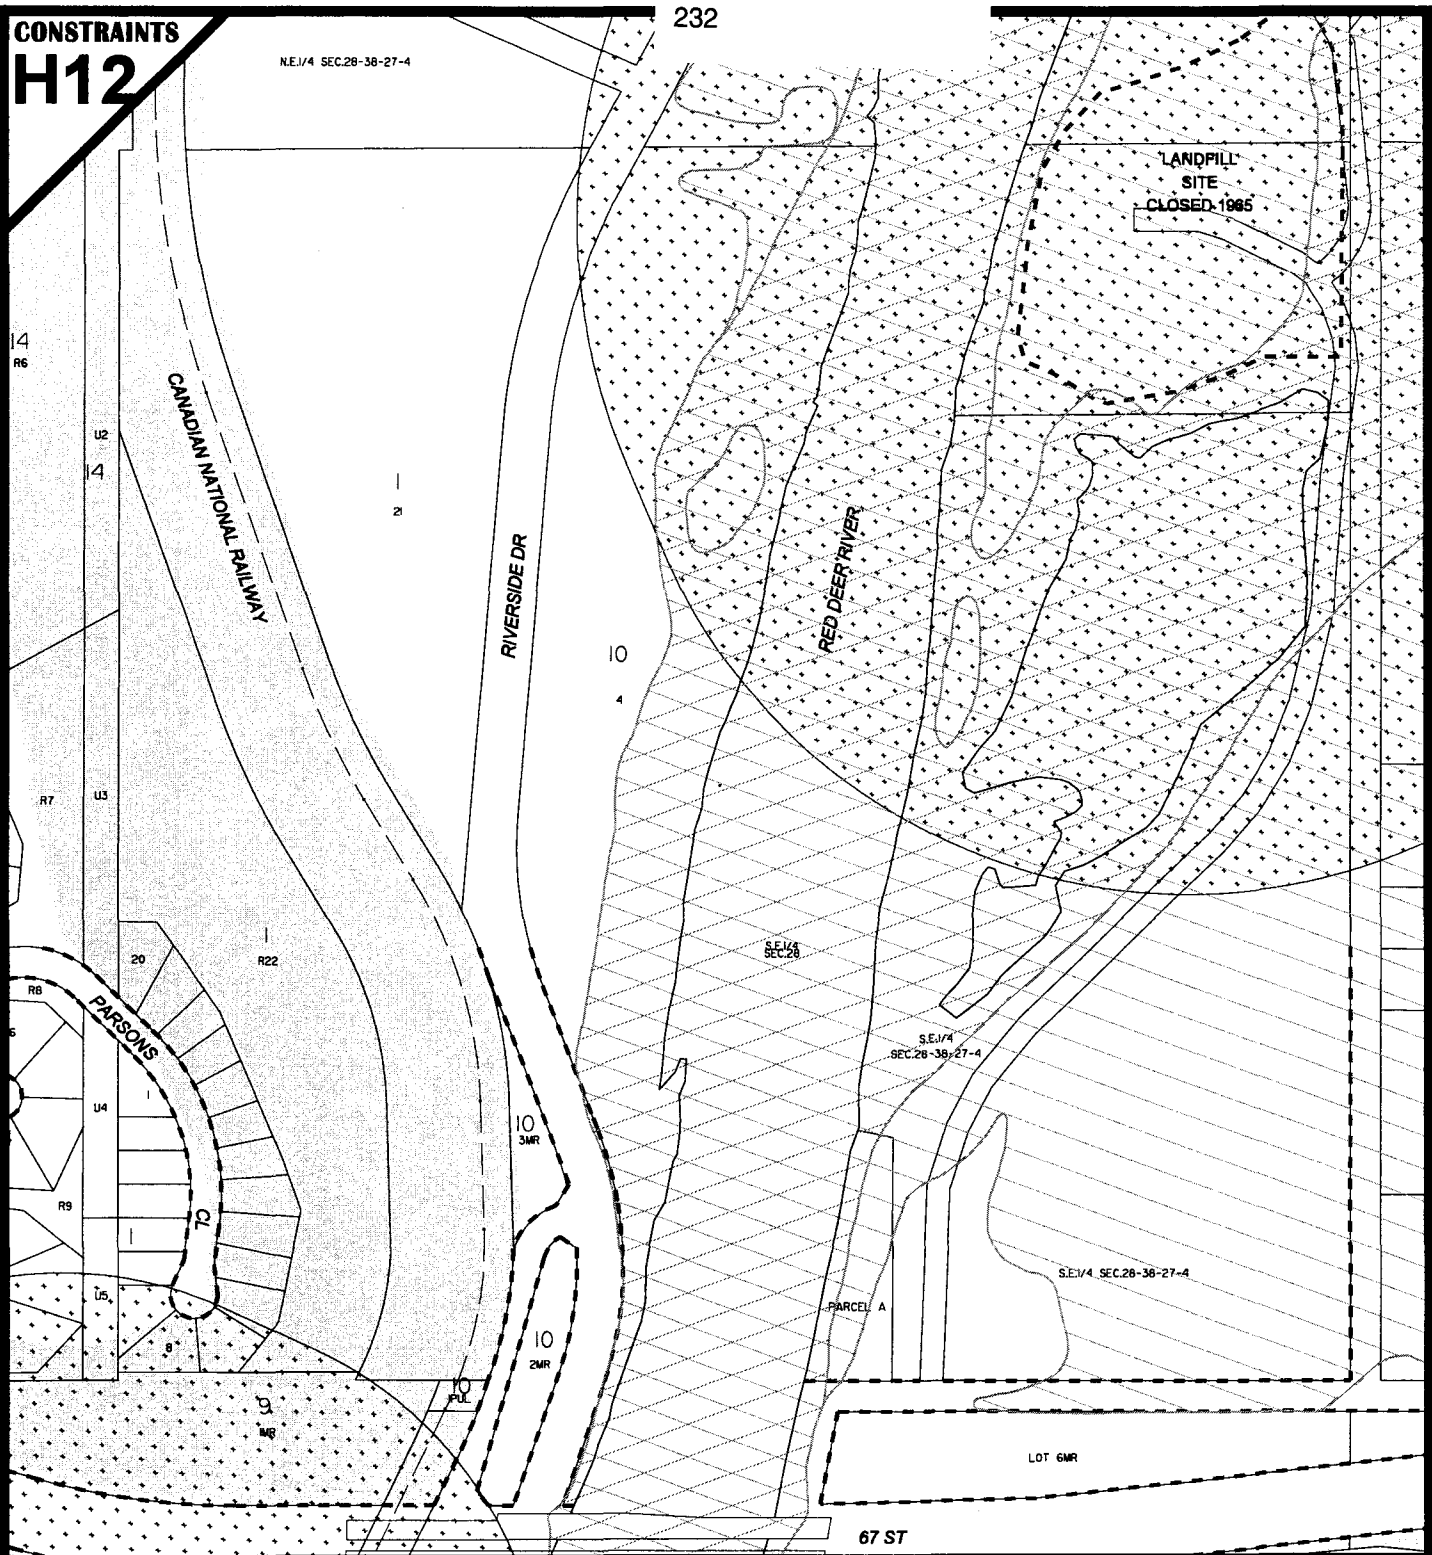 232
CONSTRAINTS
H12
N.E.1/4 SEC.28-38-27-4
LANDFILL
SITE
CLOSED 1965
14
R6
CANADIAN NATIONAL RAILWAY
U2
14
1
21
RIVERSIDE DR
RED DEER RIVER
10
4
R7
U3
1
R22
20
S.E.1/4
SEC.28
R8
PARSONS
S.E.1/4
SEC.28-38-27-4
U4
1
10
3MR
R9
CL
1
S.E.1/4 SEC.28-38-27-4
U5
PARCEL A
8
10
2MR
10
1PUL
9
1MR
LOT 6MR
67 ST